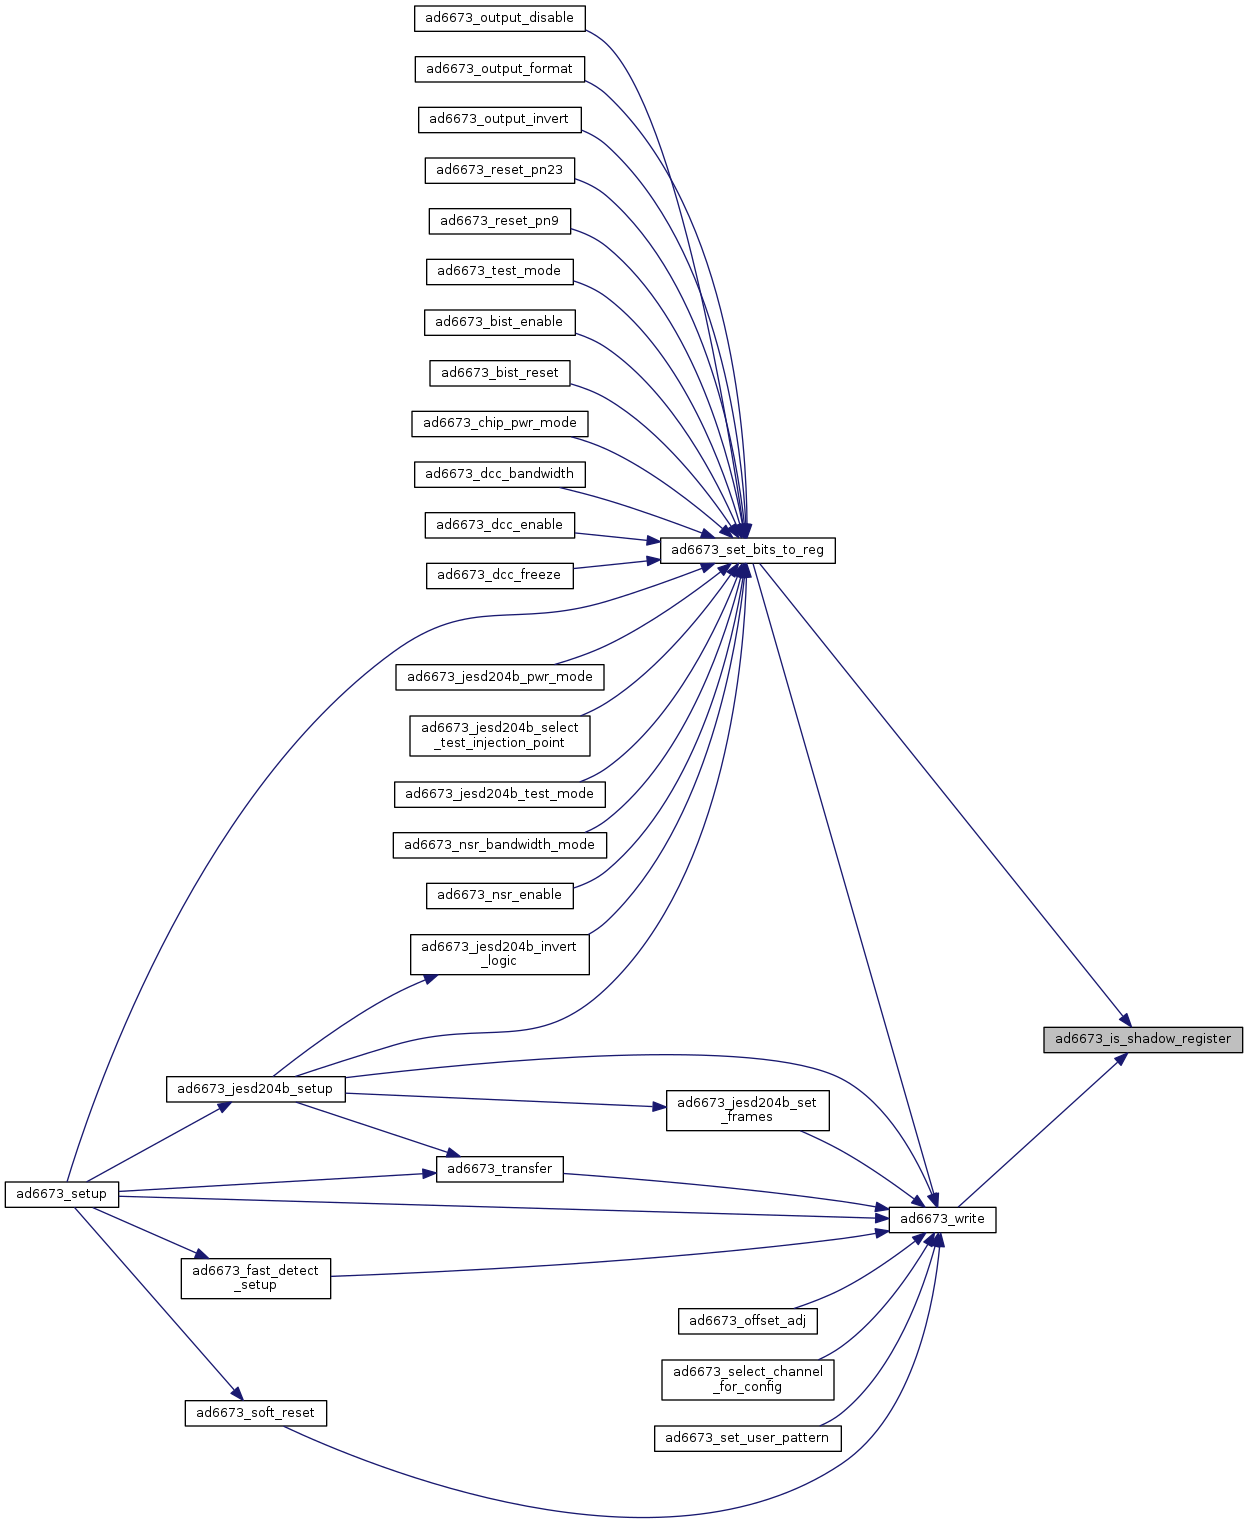 ad6673_output_disable
ad6673_output_format
ad6673_output_invert
ad6673_reset_pn23
ad6673_reset_pn9
ad6673_test_mode
ad6673_bist_enable
ad6673_bist_reset
ad6673_chip_pwr_mode
ad6673_dcc_bandwidth
ad6673_dcc_enable
ad6673_set_bits_to_reg
ad6673_dcc_freeze
ad6673_jesd204b_pwr_mode
ad6673_jesd204b_select
_test_injection_point
ad6673_jesd204b_test_mode
ad6673_nsr_bandwidth_mode
ad6673_nsr_enable
ad6673_jesd204b_invert
_logic
ad6673_is_shadow_register
ad6673_jesd204b_setup
ad6673_jesd204b_set
_frames
ad6673_transfer
ad6673_setup
ad6673_write
ad6673_fast_detect
_setup
ad6673_offset_adj
ad6673_select_channel
_for_config
ad6673_soft_reset
ad6673_set_user_pattern